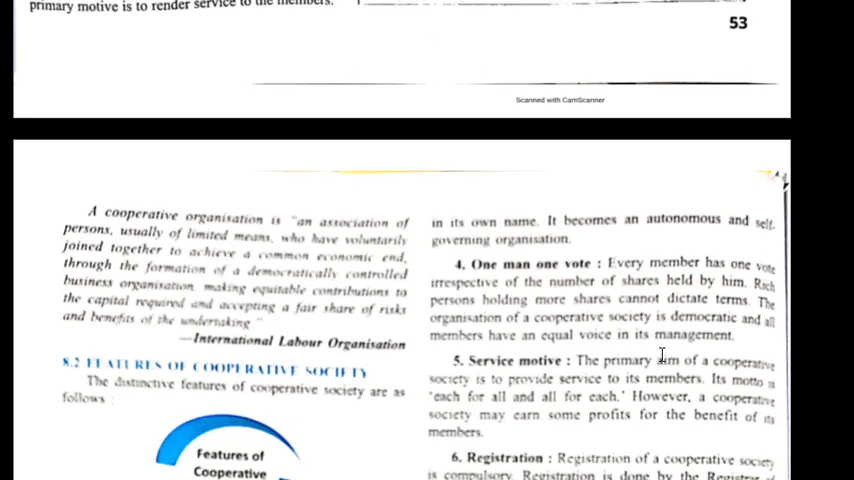 primary motive is to render service to the members.
53
Scanned with CamScanner
A cooperative organisation is "an association of
persons, usually of limited means, who have voluntarily
joined together to achieve a common economic end,
through the formation of a democratically controlled
business organisation, making equitable contributions to
the capital required and accepting a fair share of risks
and benefits of the undertaking"
—International Labour Organisation
8.2 FEATURES OF COOPERATIVE SOCIETY
The distinctive features of cooperative society are as
follows :
Features of
Cooperative
in its own name. It becomes an autonomous and self-
governing organisation.
4. One man one vote : Every member has one vote
irrespective of the number of shares held by him. Rich
persons holding more shares cannot dictate terms. The
organisation of a cooperative society is democratic and all
members have an equal voice in its management.
5. Service motive : The primary aim of a cooperative
society is to provide service to its members. Its motto is
'each for all and all for each.' However, a cooperative
society may earn some profits for the benefit of its
members.
6. Registration : Registration of a cooperative society
is compulsory. Registration is done by the Registrar of